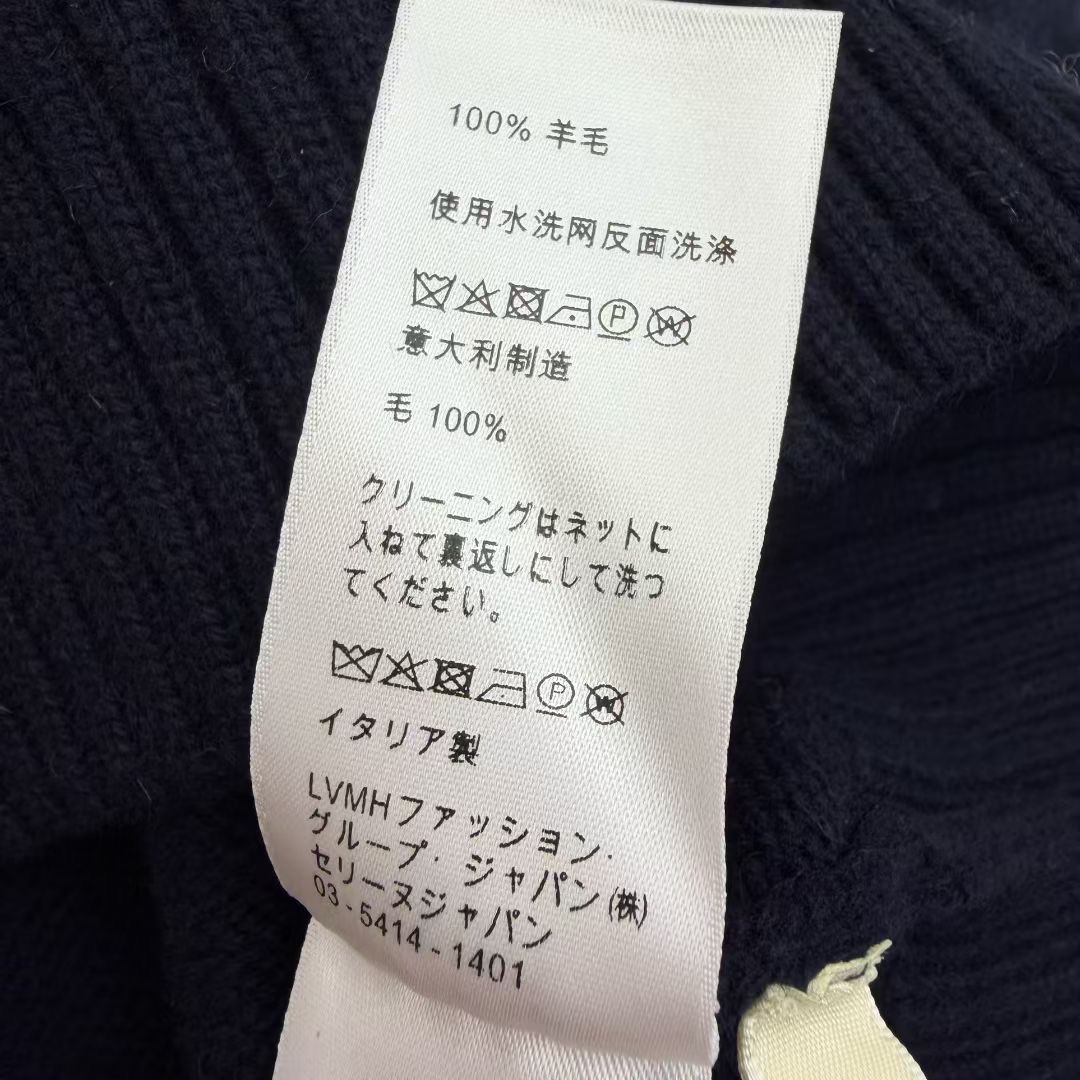 100% 羊毛
使用水洗网反面洗涤
P W
意大利制造
毛 100%
クリーニングはネットに
入ねて裏返しにして洗つ
てください。
P W
イタリア製
LVMHファッション・
グループ・ジャパン(株)
セリーヌジャパン
03-5414-1401